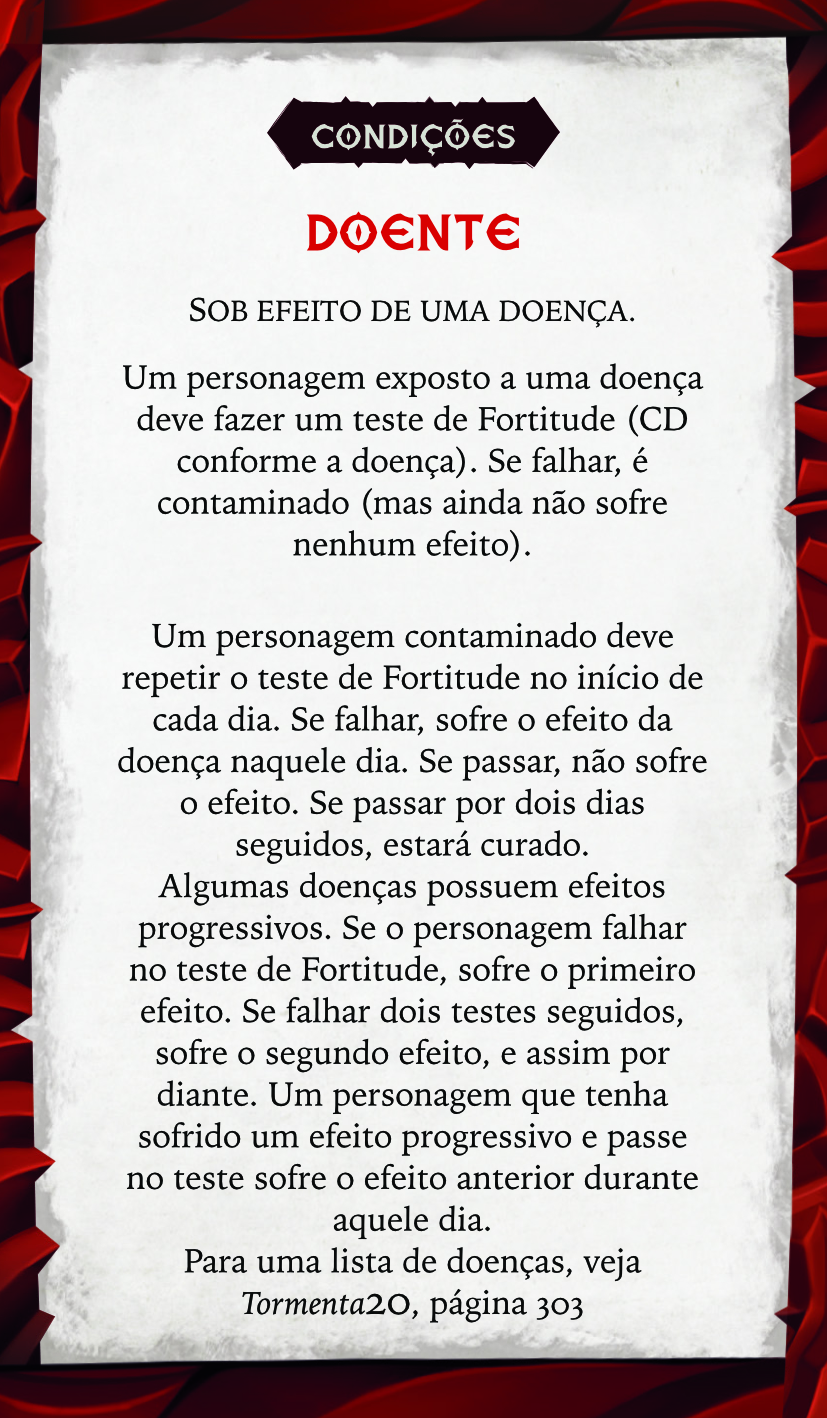 CONDIÇÕES
DOENTE
SOB EFEITO DE UMA DOENÇA.
Um personagem exposto a uma doença
deve fazer um teste de Fortitude (CD
conforme a doença). Se falhar, é
contaminado (mas ainda não sofre
nenhum efeito).
Um personagem contaminado deve
repetir o teste de Fortitude no início de
cada dia. Se falhar, sofre o efeito da
doença naquele dia. Se passar, não sofre
o efeito. Se passar por dois dias
seguidos, estará curado.
Algumas doenças possuem efeitos
progressivos. Se o personagem falhar
no teste de Fortitude, sofre o primeiro
efeito. Se falhar dois testes seguidos,
sofre o segundo efeito, e assim por
diante. Um personagem que tenha
sofrido um efeito progressivo e passe
no teste sofre o efeito anterior durante
aquele dia.
Para uma lista de doenças, veja
Tormenta20, página 303